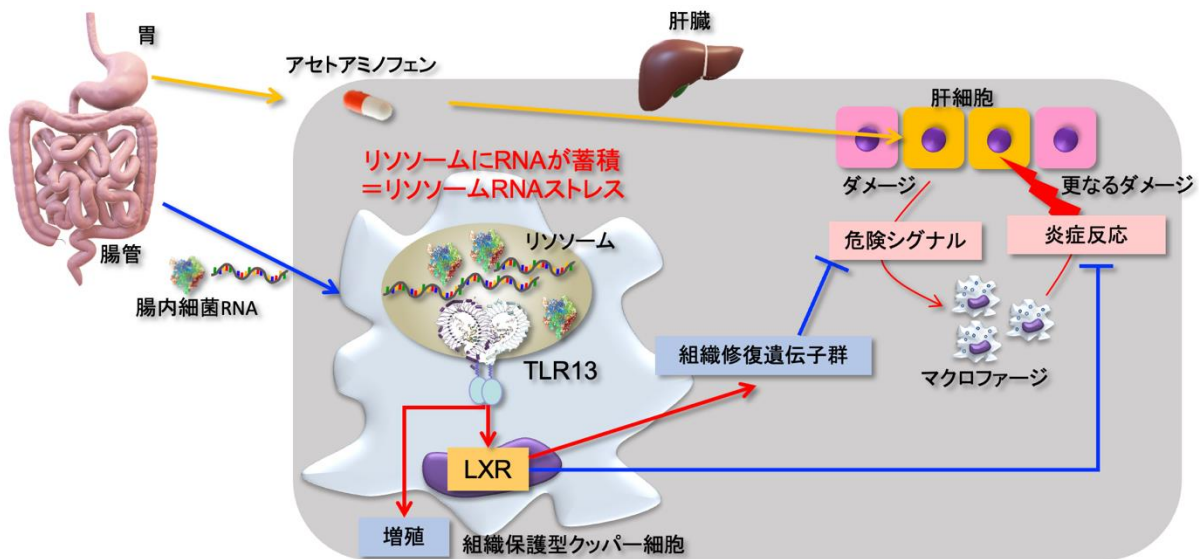 胃
肝臓
アセトアミノフェン
肝細胞
リソソームにRNAが蓄積
＝リソソームRNAストレス
ダメージ
更なるダメージ
腸管
リソソーム
危険シグナル
炎症反応
腸内細菌RNA
組織修復遺伝子群
TLR13
マクロファージ
LXR
増殖
組織保護型クッパー細胞